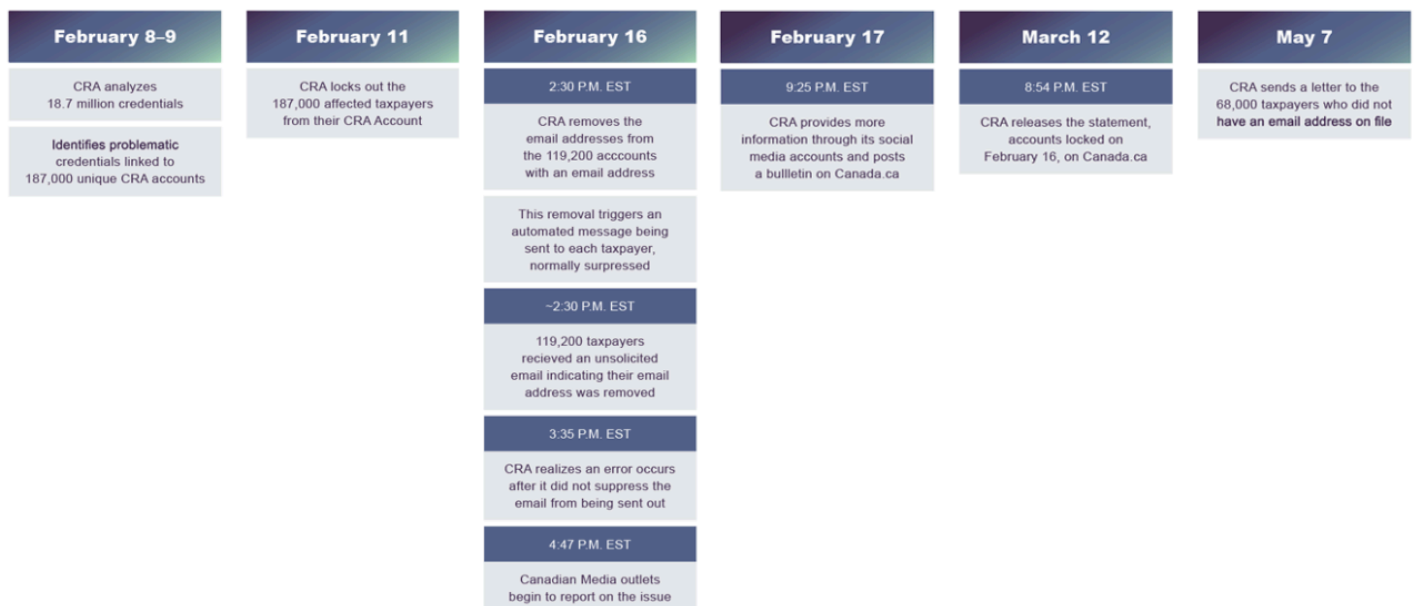 February 8–9
CRA analyzes
18.7 million credentials
Identifies problematic
credentials linked to
187,000 unique CRA accounts
February 11
CRA locks out the
187,000 affected taxpayers
from their CRA Account
February 16
2:30 P.M. EST
CRA removes the
email addresses from
the 119,200 acccounts
with an email address
This removal triggers an
automated message being
sent to each taxpayer,
normally surpressed
~2:30 P.M. EST
119,200 taxpayers
recieved an unsolicited
email indicating their email
address was removed
3:35 P.M. EST
CRA realizes an error occurs
after it did not suppress the
email from being sent out
4:47 P.M. EST
Canadian Media outlets
begin to report on the issue
February 17
9:25 P.M. EST
CRA provides more
information through its social
media accounts and posts
a bullletin on Canada.ca
March 12
8:54 P.M. EST
CRA releases the statement,
accounts locked on
February 16, on Canada.ca
May 7
CRA sends a letter to the
68,000 taxpayers who did not
have an email address on file